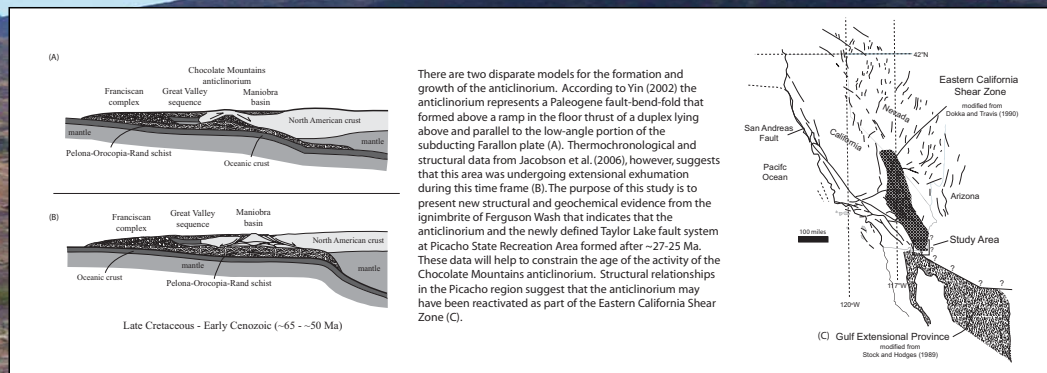 (A)
Chocolate Mountains
anticlinorium
Franciscan
complex
Great Valley
sequence
Maniobra
basin
North American crust
mantle
mantle
Pelona-Orocopia-Rand schist
Oceanic crust
(B)
Franciscan
complex
Great Valley
sequence
Maniobra
basin
North American crust
mantle
mantle
Oceanic crust
Pelona-Orocopia-Rand schist
Late Cretaceous - Early Cenozoic (~65 - ~50 Ma)
There are two disparate models for the formation and
growth of the anticlinorium. According to Yin (2002) the
anticlinorium represents a Paleogene fault-bend-fold that
formed above a ramp in the floor thrust of a duplex lying
above and parallel to the low-angle portion of the
subducting Farallon plate (A). Thermochronological and
structural data from Jacobson et al. (2006), however, suggests
that this area was undergoing extensional exhumation
during this time frame (B). The purpose of this study is to
present new structural and geochemical evidence from the
ignimbrite of Ferguson Wash that indicates that the
anticlinorium and the newly defined Taylor Lake fault system
at Picacho State Recreation Area formed after ~27-25 Ma.
These data will help to constrain the age of the activity of the
Chocolate Mountains anticlinorium. Structural relationships
in the Picacho region suggest that the anticlinorium may
have been reactivated as part of the Eastern California Shear
Zone (C).
42°N
Eastern California
Shear Zone
modified from
Dokka and Travis (1990)
Nevada
California
San Andreas
Fault
Pacifc
Ocean
Arizona
100 miles
Study Area
?
?
?
?
117°W
120°W
(C) Gulf Extensional Province
modified from
Stock and Hodges (1989)